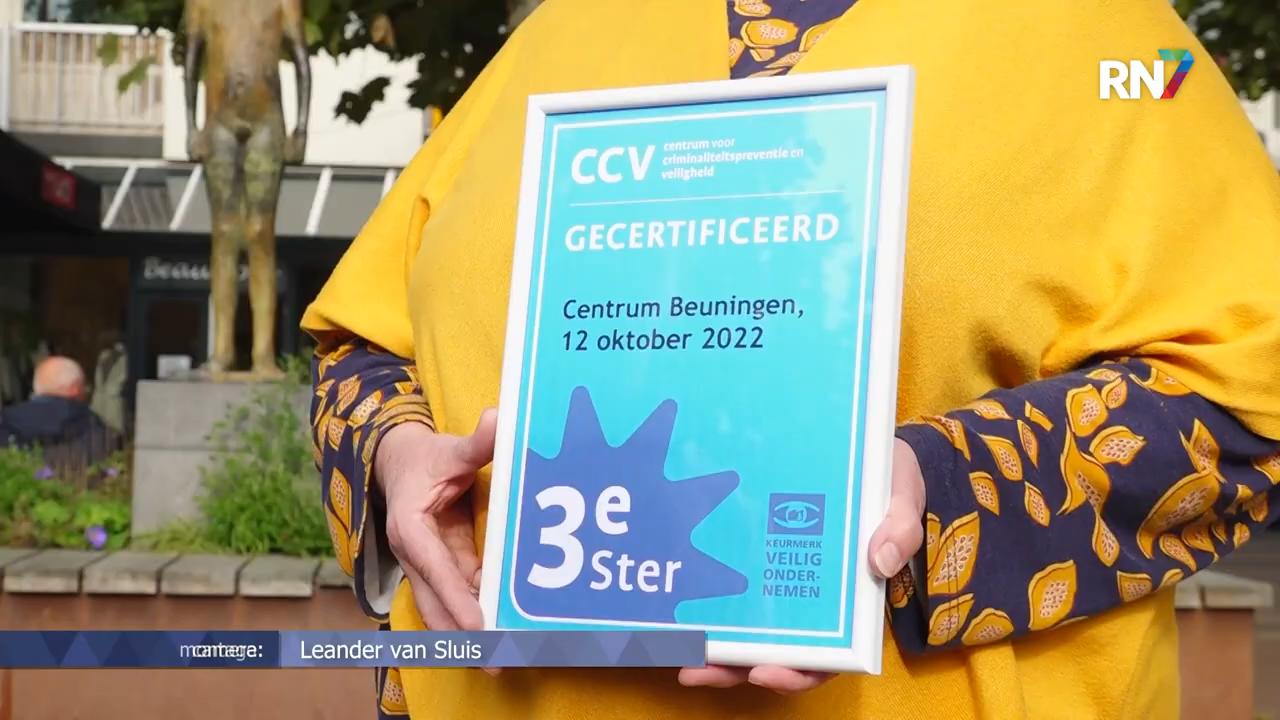 RN7
CCV
centrum voor
criminaliteitspreventie en
veiligheid
GECERTIFICEERD
Centrum Beuningen,
12 oktober 2022
3e
Ster
KEURMERK
VEILIG
ONDER-
NEMEN
camera: Leander van Sluis